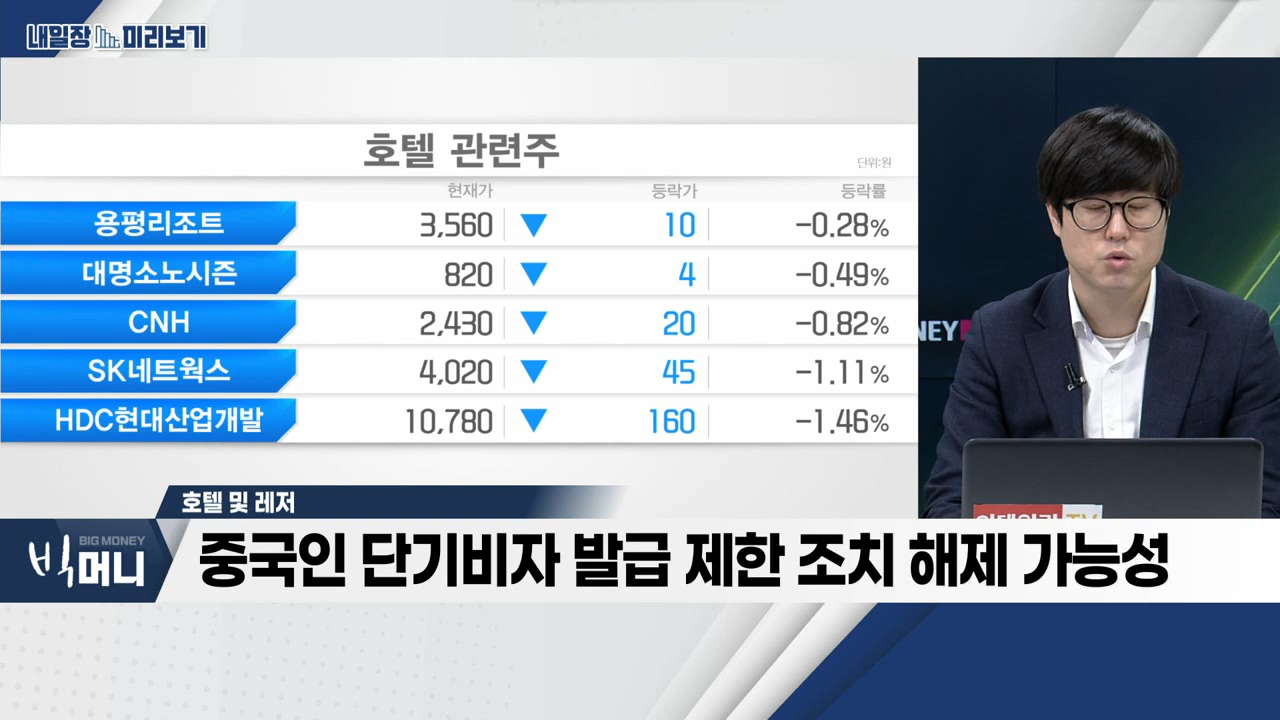 내일장 미리보기
호텔 관련주
단위:원
현재가 등락가 등락률
용평리조트 3,560 ▼ 10 -0.28%
대명소노시즌 820 ▼ 4 -0.49%
CNH 2,430 ▼ 20 -0.82%
SK네트웍스 4,020 ▼ 45 -1.11%
HDC현대산업개발 10,780 ▼ 160 -1.46%
NEY
호텔 및 레저
BIG MONEY
빅머니
중국인 단기비자 발급 제한 조치 해제 가능성